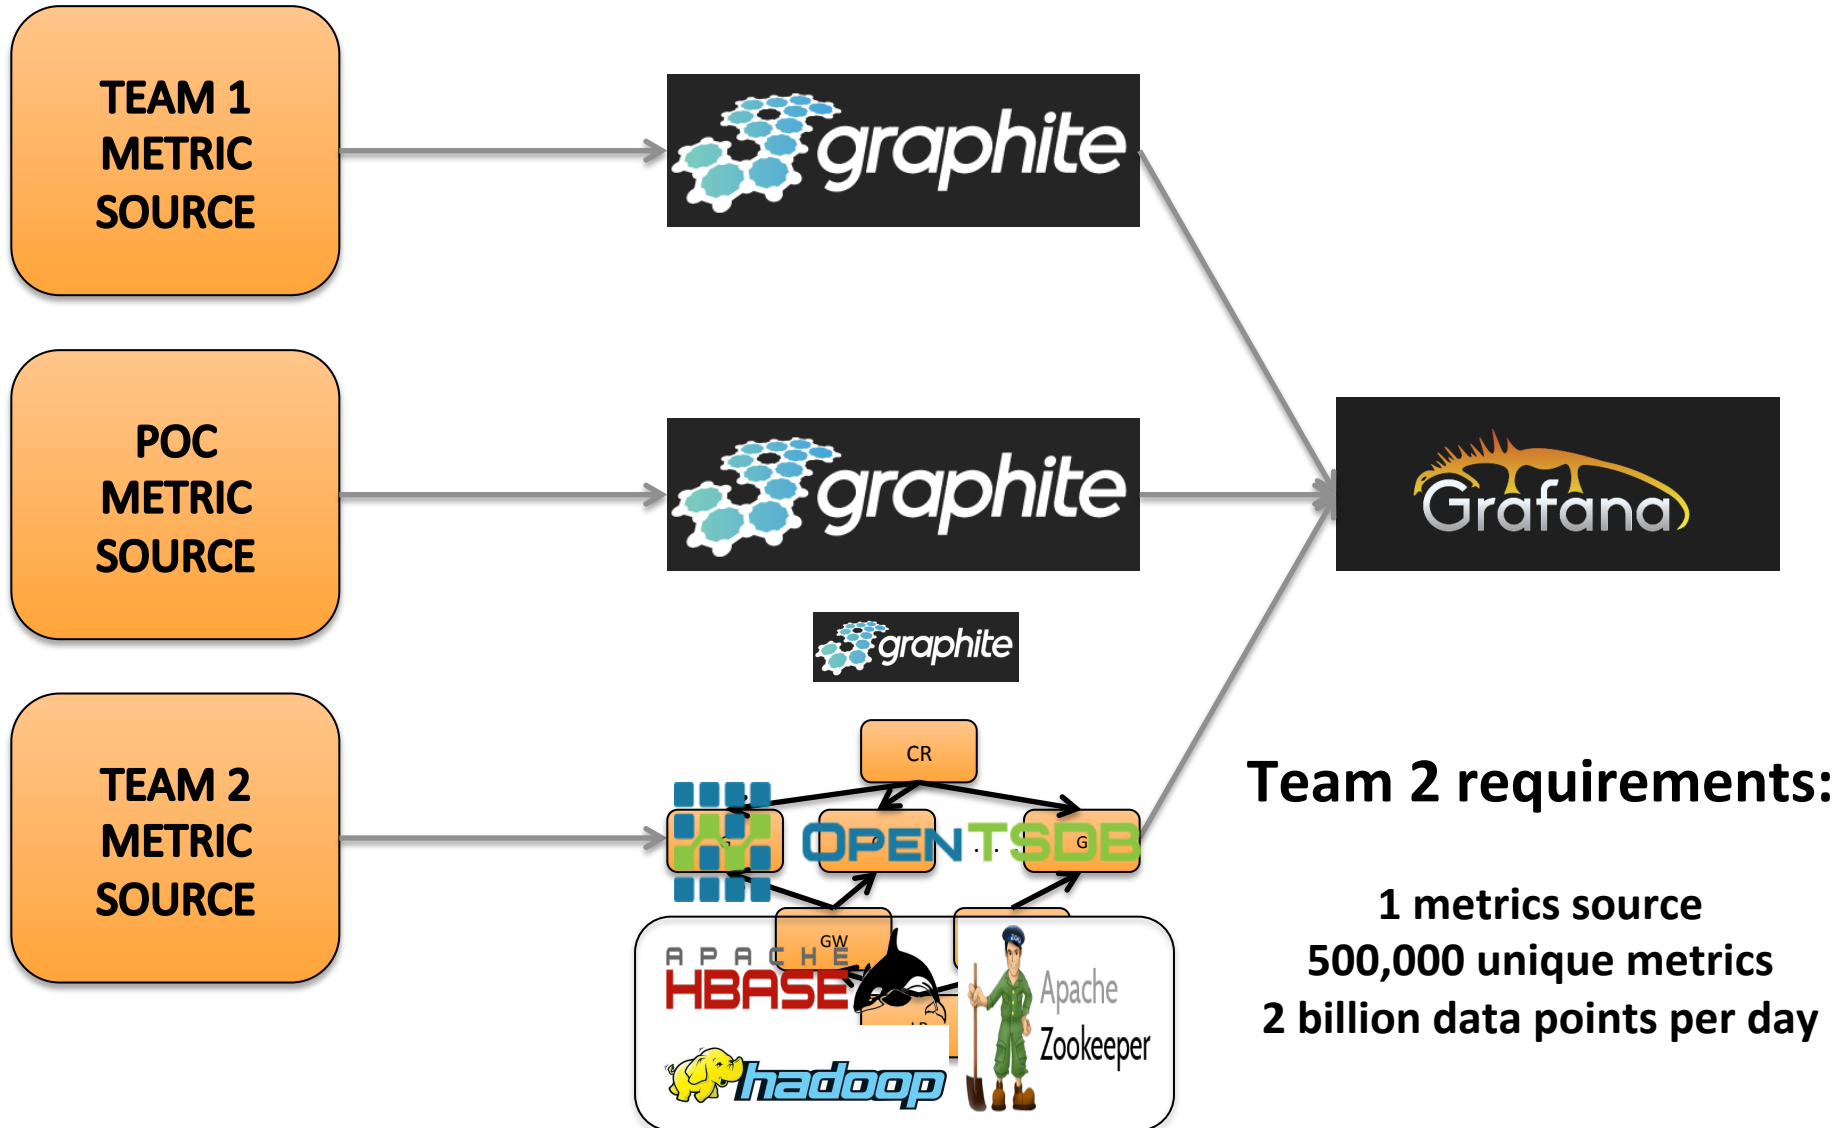 TEAM 1
METRIC
SOURCE
graphite
POC
METRIC
SOURCE
graphite
Grafana
graphite
TEAM 2
METRIC
SOURCE
CR
OPENTSDB
G
GW
APACHE
HBASE
hadoop
ZOO
Apache
Zookeeper
Team 2 requirements:
1 metrics source
500,000 unique metrics
2 billion data points per day